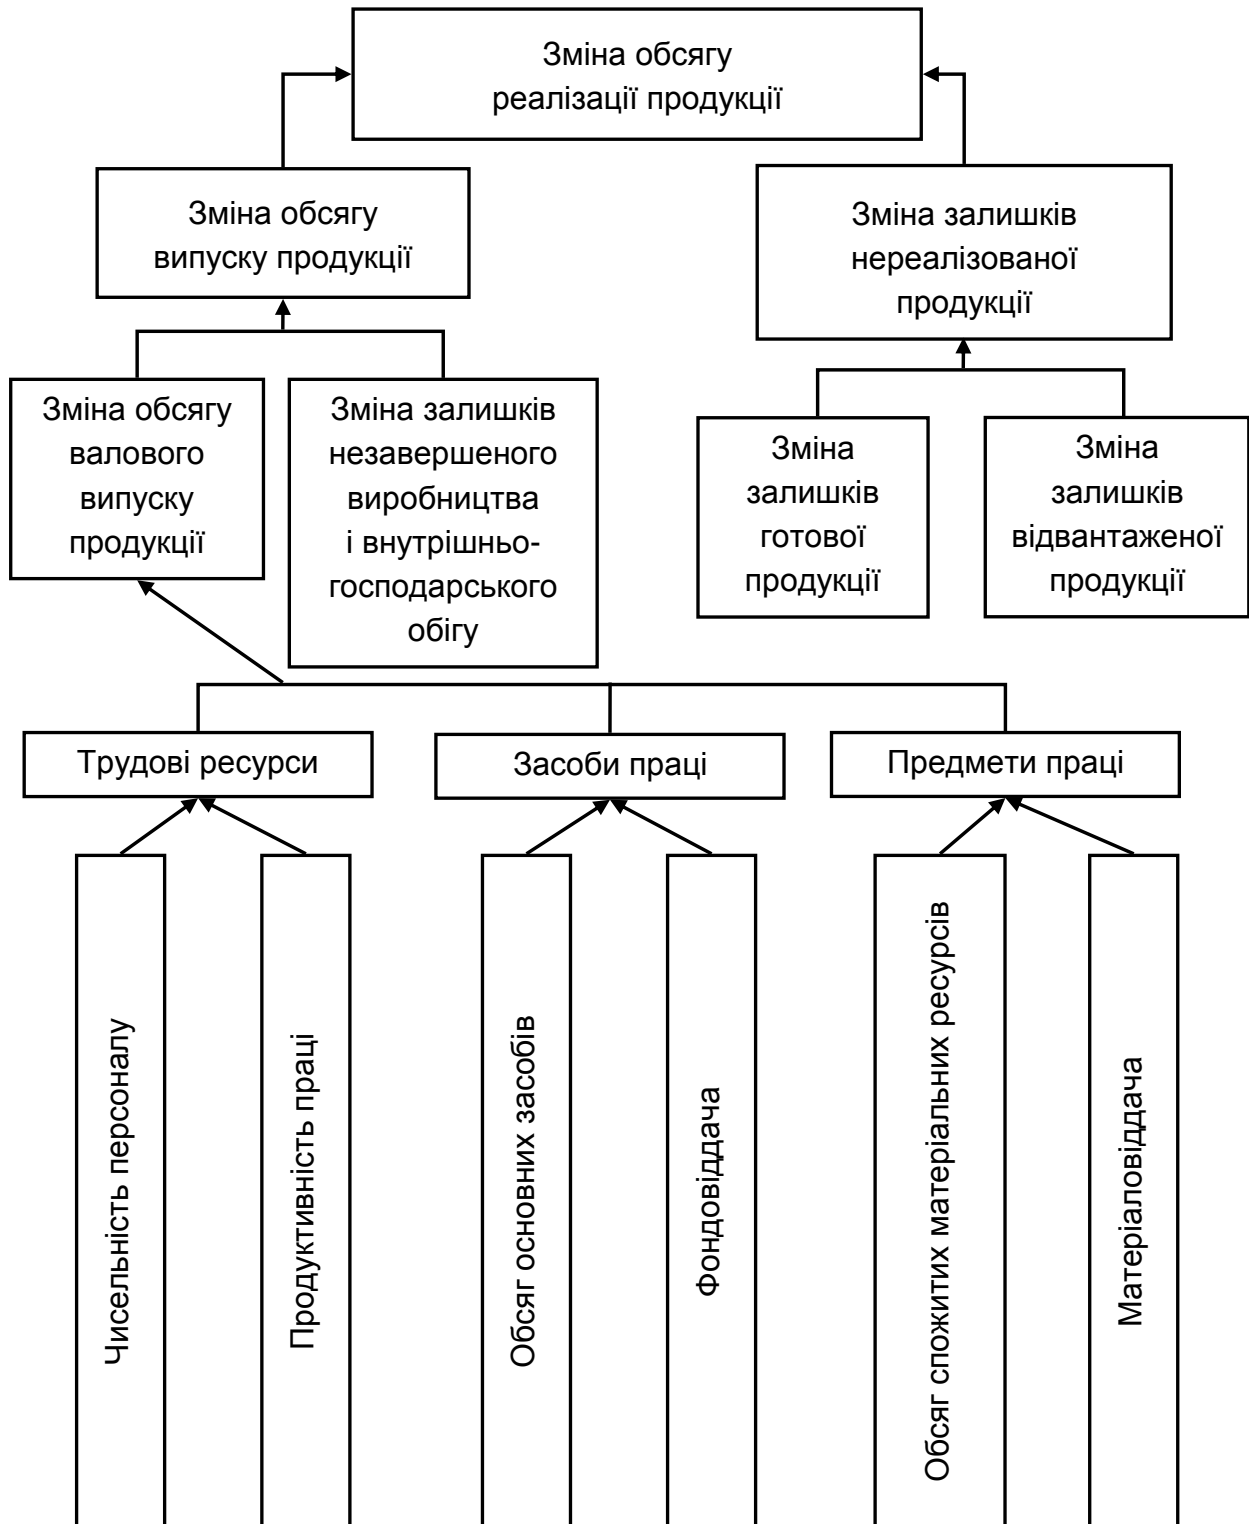 Зміна обсягу
реалізації продукції
Зміна обсягу
випуску продукції
Зміна залишків
нереалізованої
продукції
Зміна обсягу
валового
випуску
продукції
Зміна залишків
незавершеного
виробництва
і внутрішньо-
господарського
обігу
Зміна
залишків
готової
продукції
Зміна
залишків
відвантаженої
продукції
Трудові ресурси
Засоби праці
Предмети праці
Чисельність персоналу
Продуктивність праці
Обсяг основних засобів
Фондовіддача
Обсяг спожитих матеріальних ресурсів
Матеріаловіддача